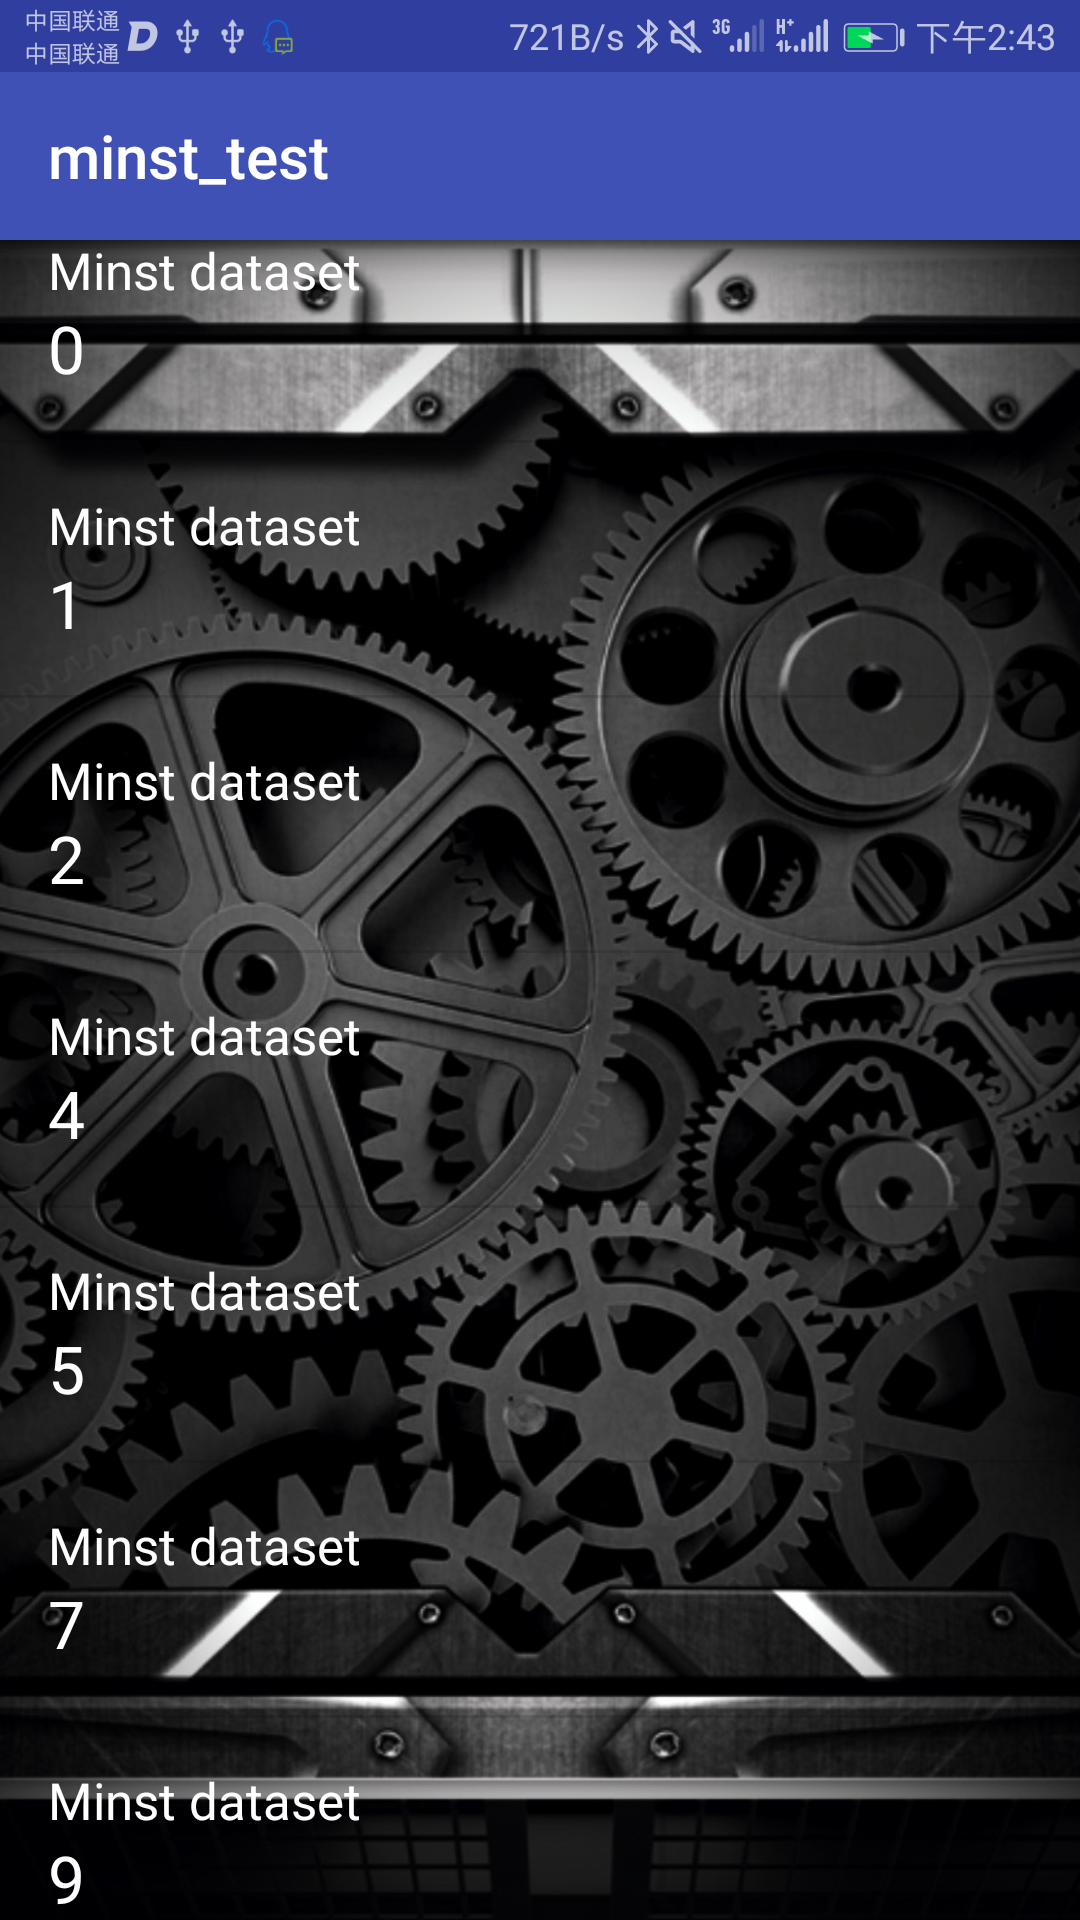 中国联通
中国联通
721B/s 3G H+ 下午2:43
minst_test
Minst dataset
0
Minst dataset
1
Minst dataset
2
Minst dataset
4
Minst dataset
5
Minst dataset
7
Minst dataset
9